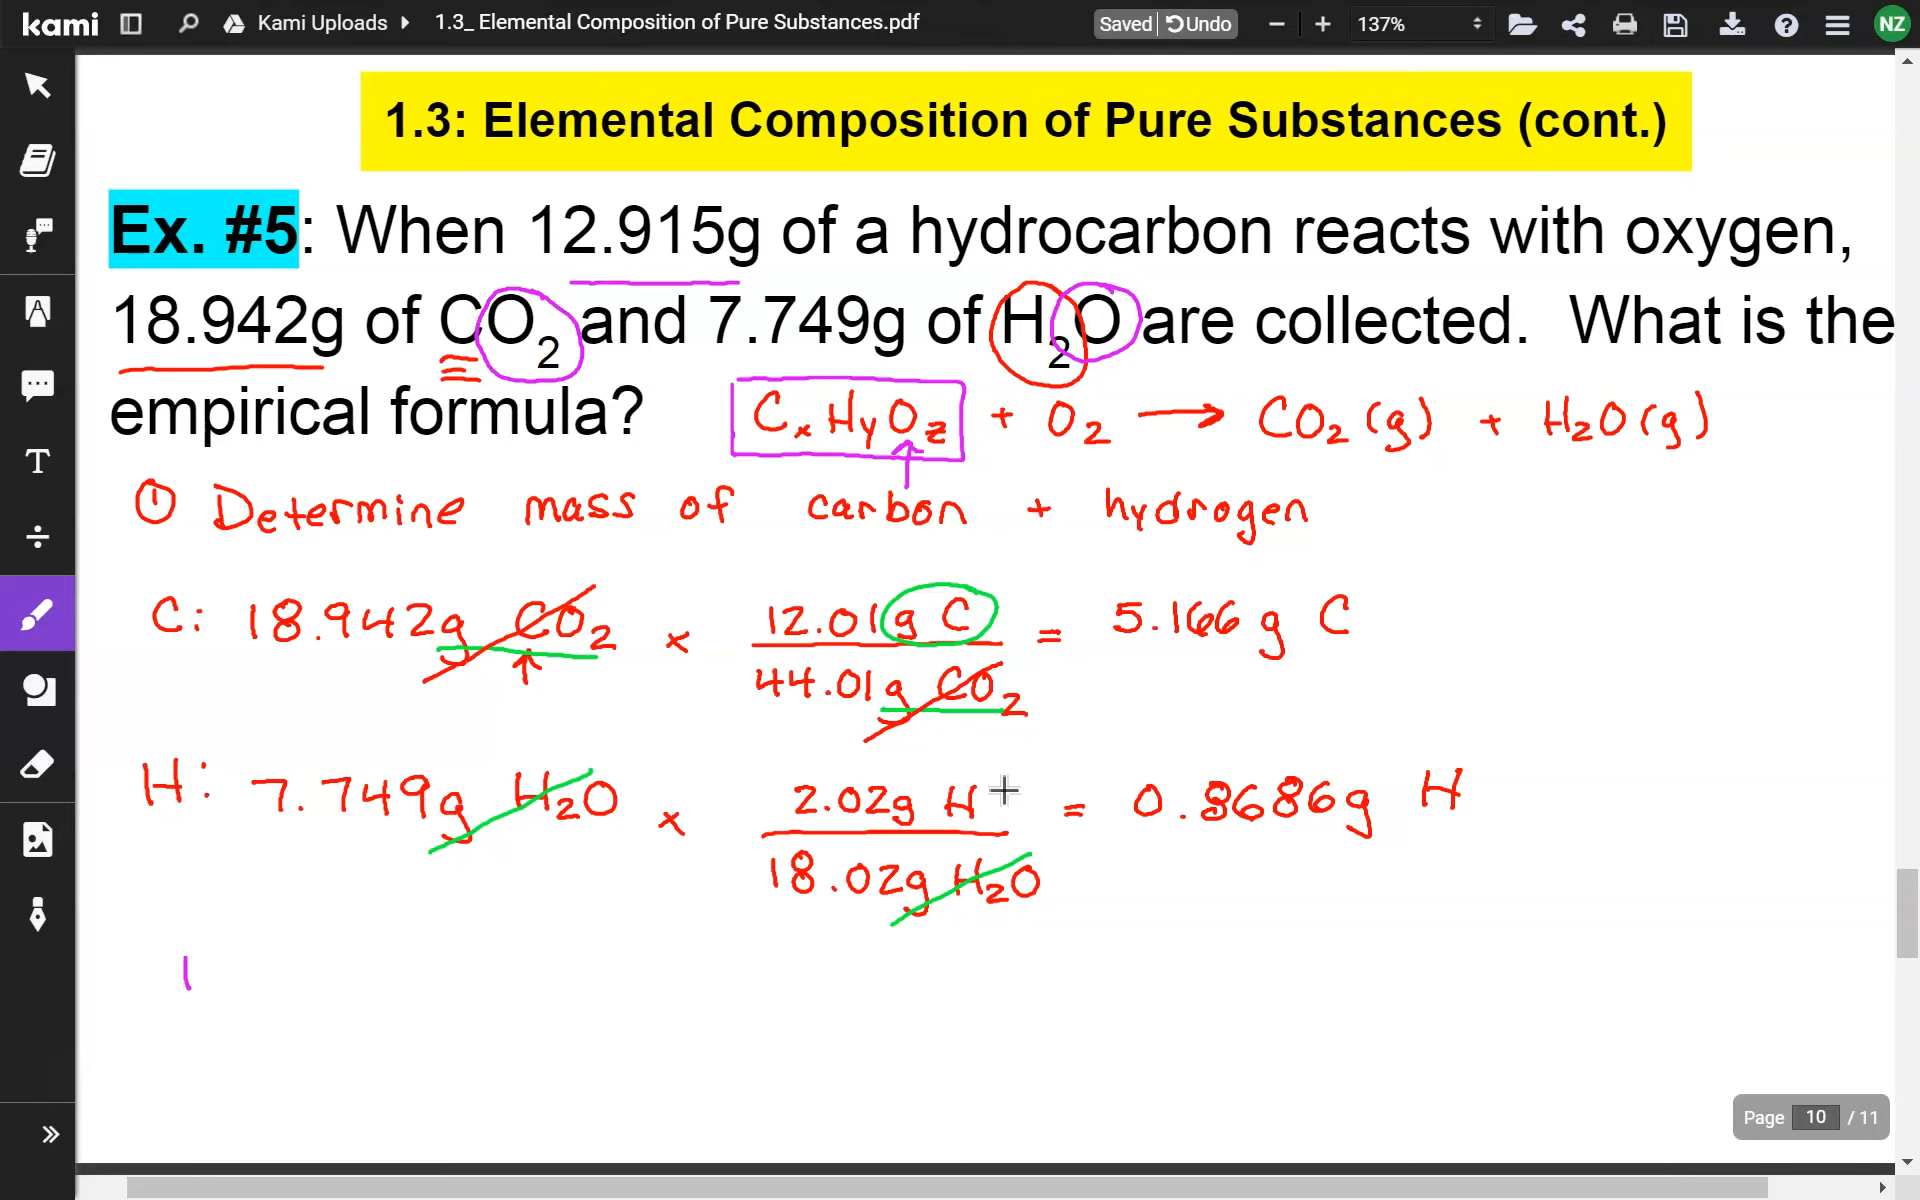 kami Kami Uploads 1.3_ Elemental Composition of Pure Substances.pdf Saved Undo 137% NZ
1.3: Elemental Composition of Pure Substances (cont.)
Ex. #5: When 12.915g of a hydrocarbon reacts with oxygen,
18.942g of CO₂ and 7.749g of H₂O are collected. What is the
empirical formula? CₓHyOz + O₂ → CO₂(g) + H₂O(g)
① Determine mass of carbon + hydrogen
C: 18.942g CO₂ × 12.01g C / 44.01g CO₂ = 5.166g C
H: 7.749g H₂O × 2.02g H / 18.02g H₂O = 0.8686g H
Page 10 / 11